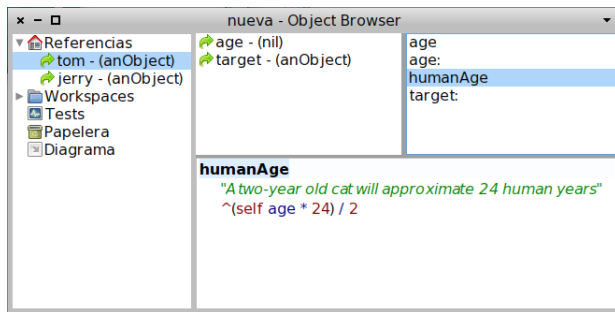 nueva - Object Browser
Referencias
tom - (anObject)
jerry - (anObject)
Workspaces
Tests
Papelera
Diagrama
age - (nil)
target - (anObject)
age
age:
humanAge
target:
humanAge
"A two-year old cat will approximate 24 human years"
^(self age * 24) / 2